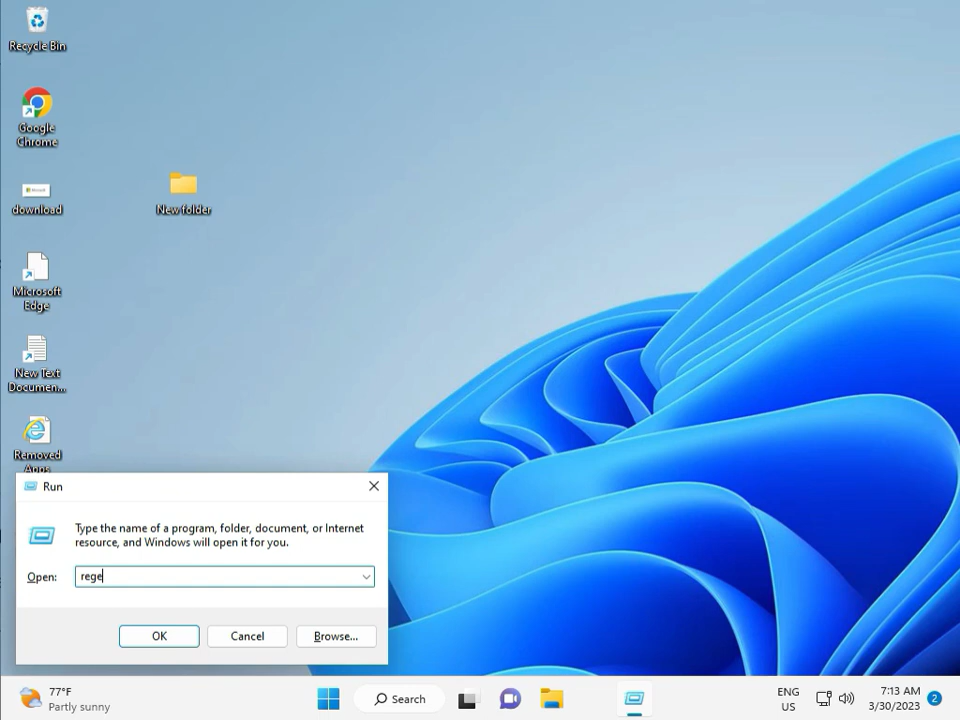 Recycle Bin
Google
Chrome
download
New folder
Microsoft
Edge
New Text
Documen...
Removed
Apps
Run
Type the name of a program, folder, document, or Internet
resource, and Windows will open it for you.
Open:
rege
OK
Cancel
Browse...
77°F
Partly sunny
Search
ENG
US
7:13 AM
3/30/2023
2